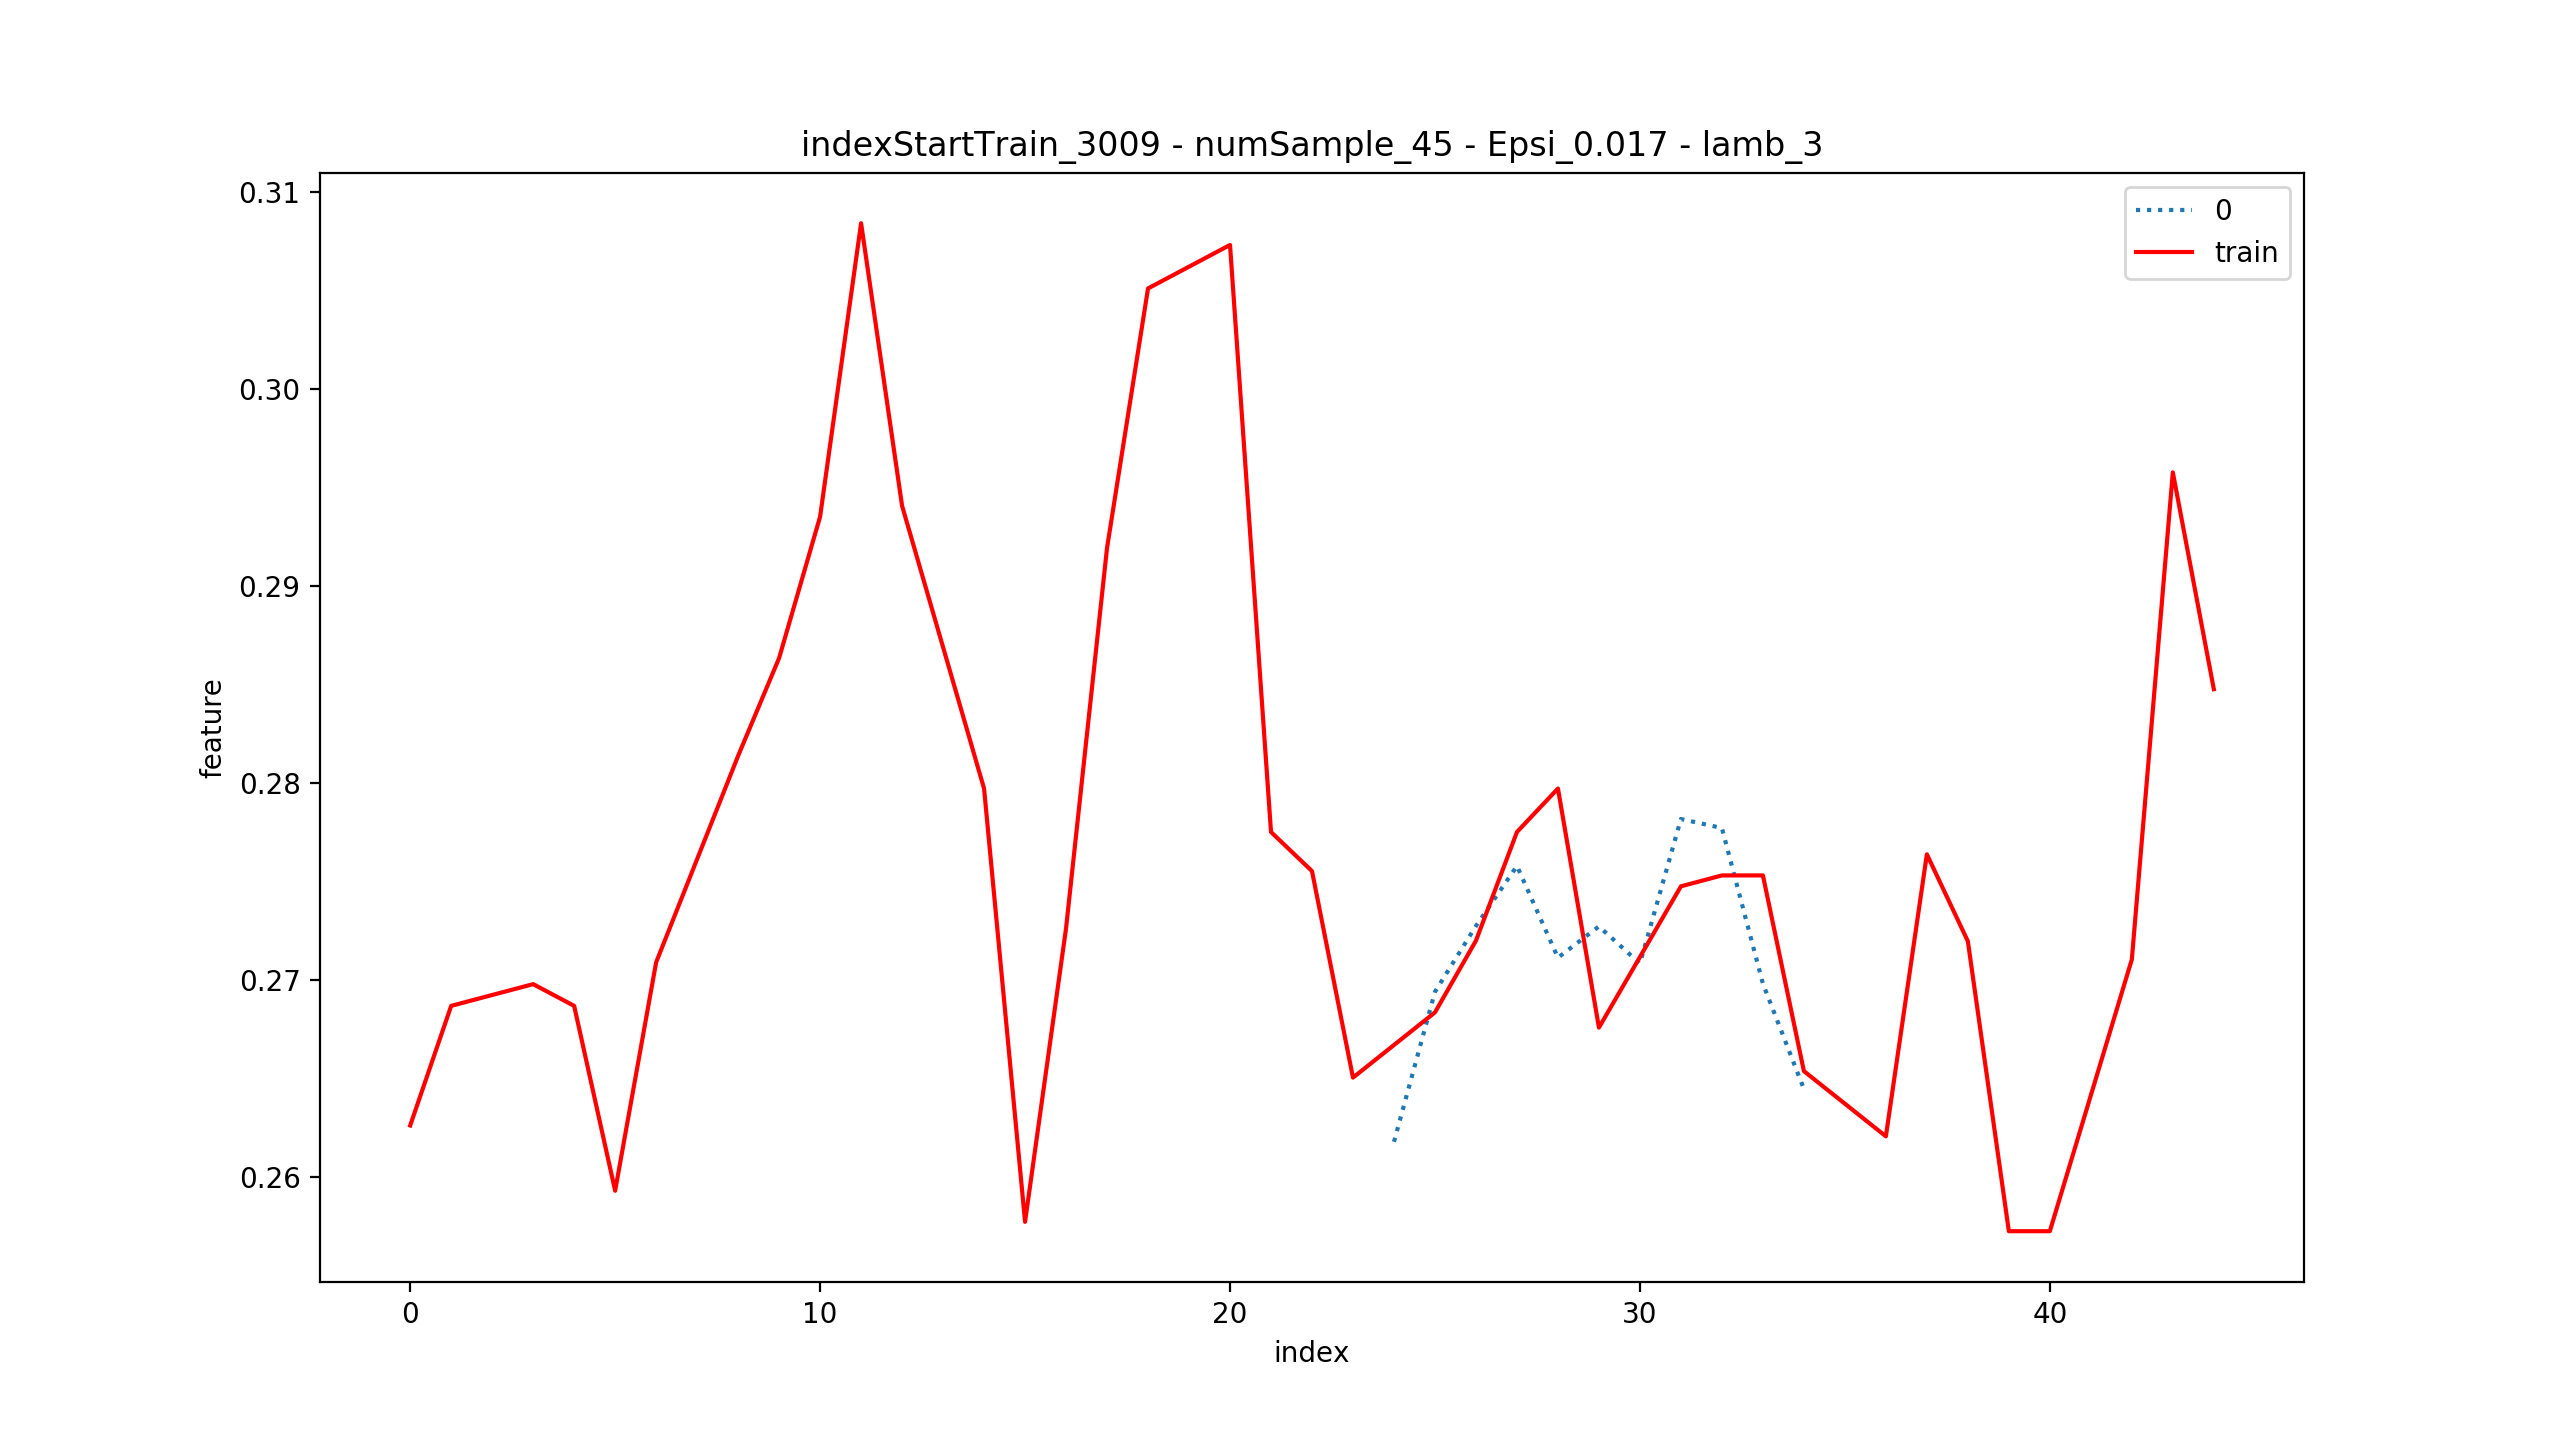 indexStartTrain_3009 - numSample_45 - Epsi_0.017 - lamb_3
0
train
0.31
0.30
0.29
0.28
0.27
0.26
feature
0 10 20 30 40
index